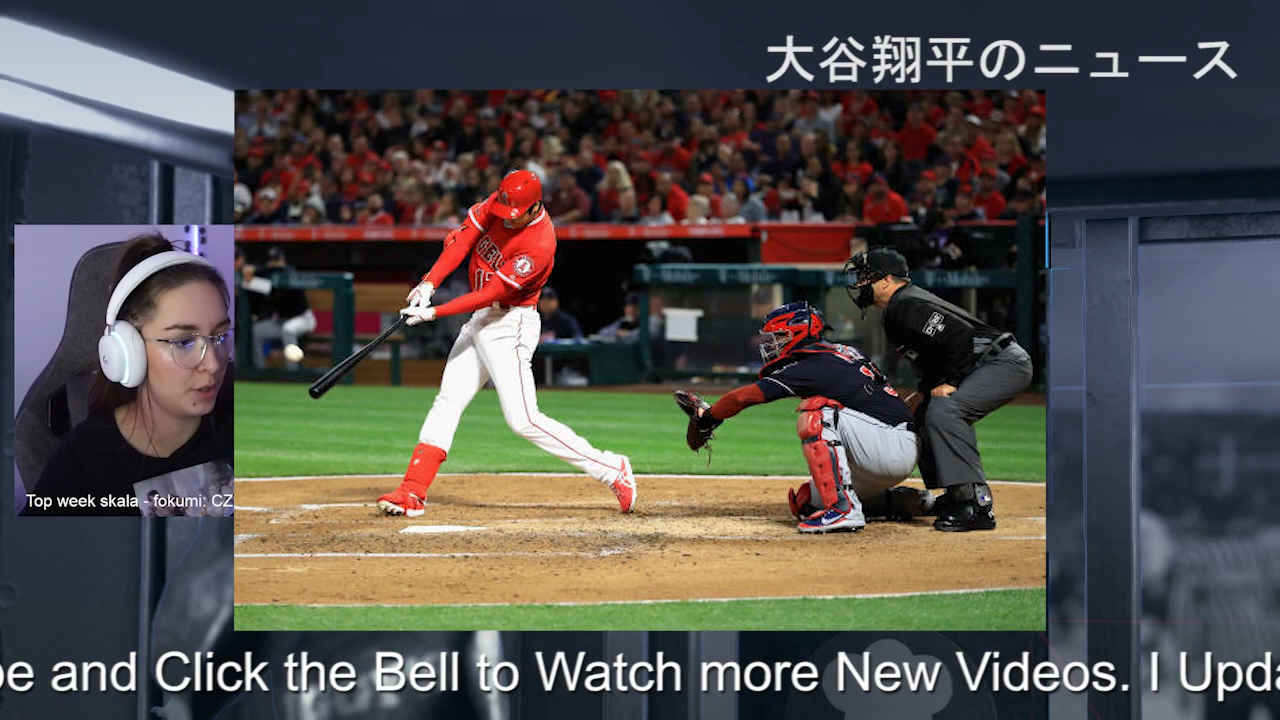 大谷翔平のニュース
Top week skala - fokumi: CZ
pe and Click the Bell to Watch more New Videos. I Upda